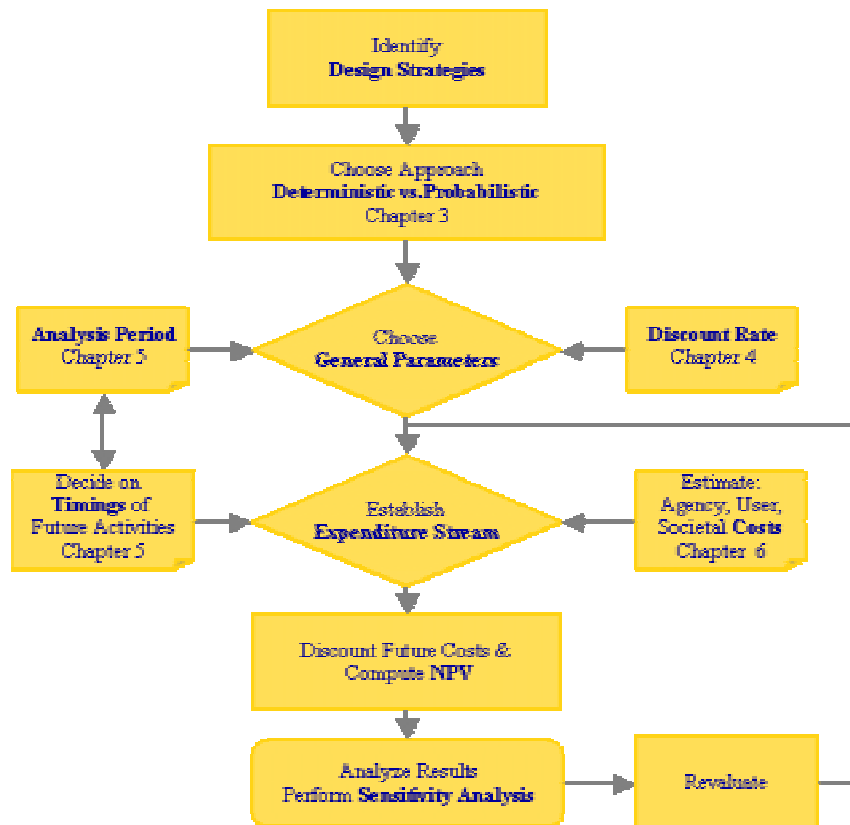 Identify
Design Strategies
Choose Approach
Deterministic vs.Probabilistic
Chapter 3
Analysis Period
Chapter 5
Choose
General Parameters
Discount Rate
Chapter 4
Decide on
Timings of
Future Activities
Chapter 5
Establish
Expenditure Stream
Estimate:
Agency, User,
Societal Costs
Chapter 6
Discount Future Costs &
Compute NPV
Analyze Results
Perform Sensitivity Analysis
Revaluate